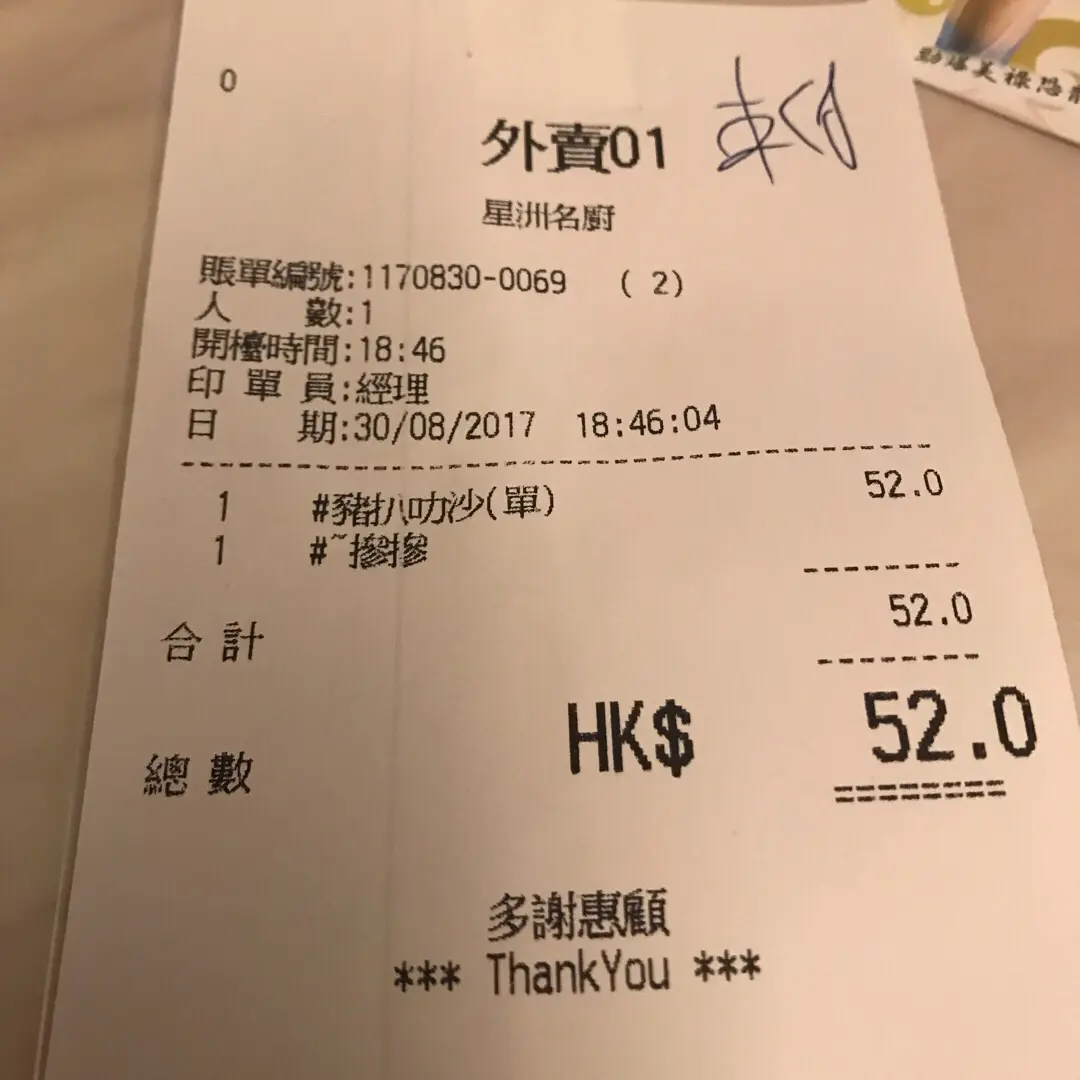 0
外賣01
星洲名廚
賬單編號:1170830-0069 ( 2)
人 數:1
開檯時間:18:46
印 單 員:經理
日 期:30/08/2017 18:46:04
1 #豬扒叻沙(單) 52.0
1 #~摻摻
52.0
合 計
HK$ 52.0
總 數
多謝惠顧
*** ThankYou ***